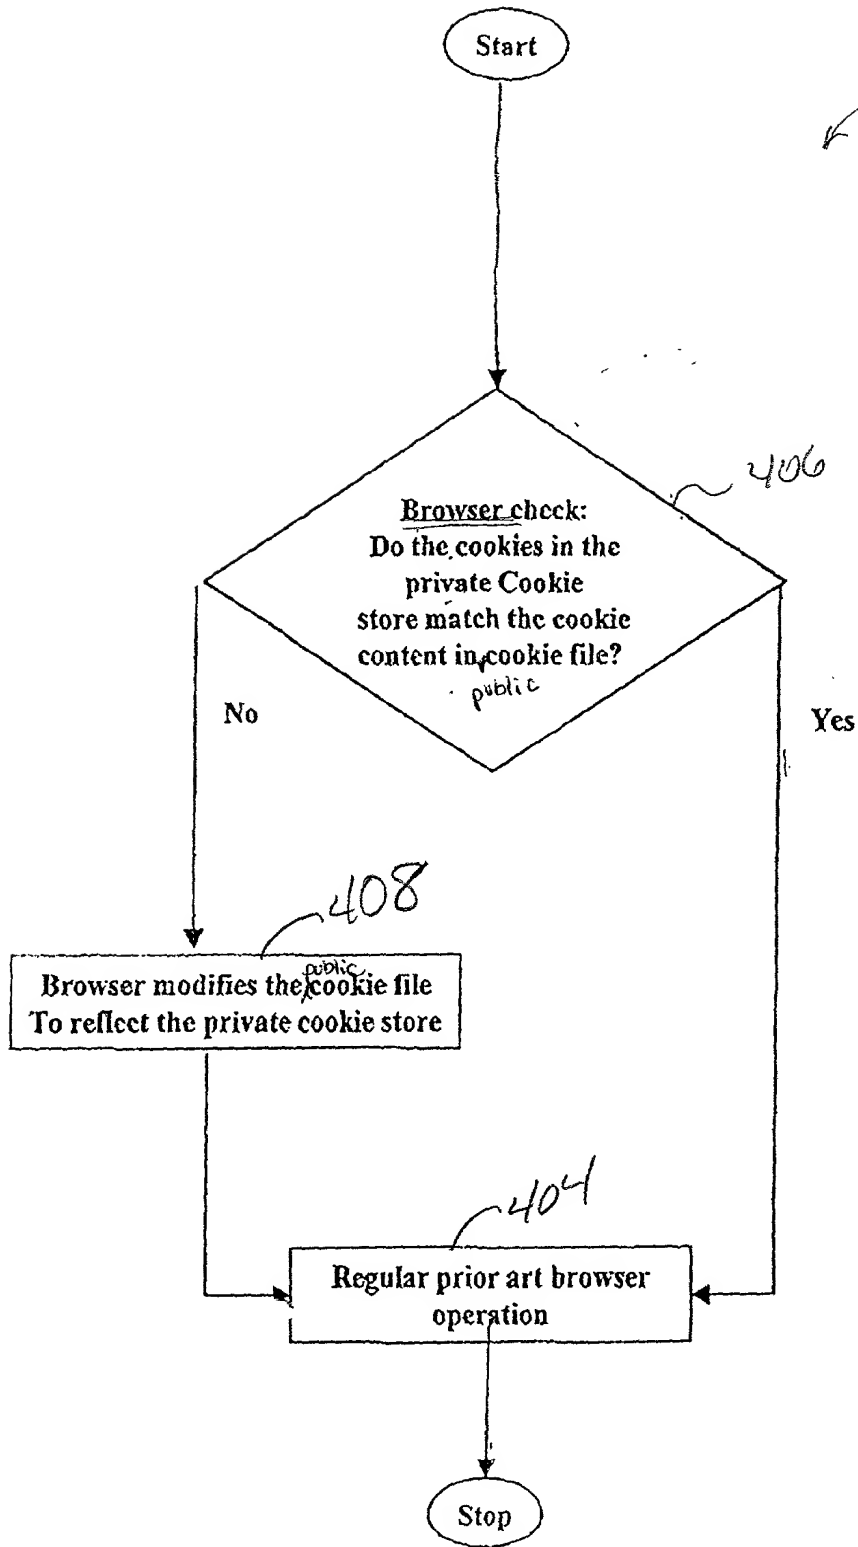 Start
406
Browser check:
Do the cookies in the
private Cookie
store match the cookie
content in cookie file?
public
No
Yes
408
public
Browser modifies the cookie file
To reflect the private cookie store
404
Regular prior art browser
operation
Stop